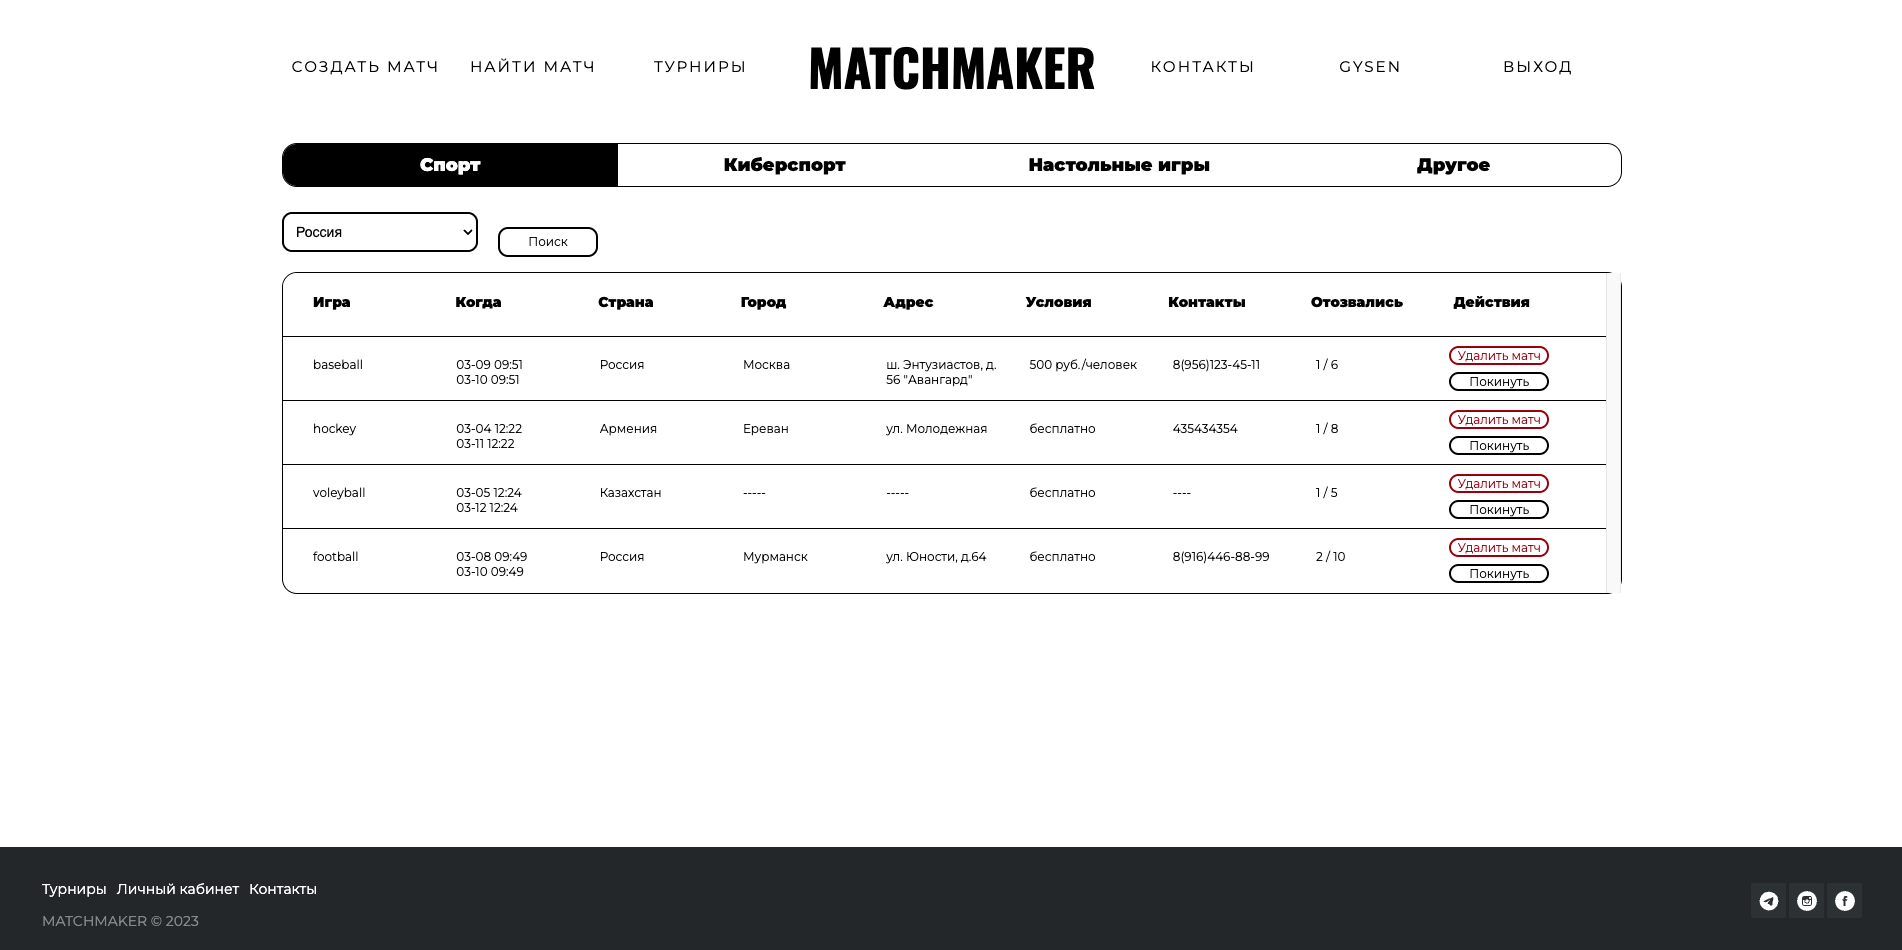 СОЗДАТЬ МАТЧ НАЙТИ МАТЧ ТУРНИРЫ MATCHMAKER КОНТАКТЫ GYSEN ВЫХОД
Спорт Киберспорт Настольные игры Другое
Россия Поиск
Игра Когда Страна Город Адрес Условия Контакты Отозвались Действия
baseball 03-09 09:51 Россия Москва ш. Энтузиастов, д. 500 руб./человек 8(956)123-45-11 1 / 6 Удалить матч
03-10 09:51 56 "Авангард" Покинуть
hockey 03-04 12:22 Армения Ереван ул. Молодежная бесплатно 435434354 1 / 8 Удалить матч
03-11 12:22 Покинуть
voleyball 03-05 12:24 Казахстан ----- ----- бесплатно ---- 1 / 5 Удалить матч
03-12 12:24 Покинуть
football 03-08 09:49 Россия Мурманск ул. Юности, д.64 бесплатно 8(916)446-88-99 2 / 10 Удалить матч
03-10 09:49 Покинуть
Турниры Личный кабинет Контакты
MATCHMAKER © 2023